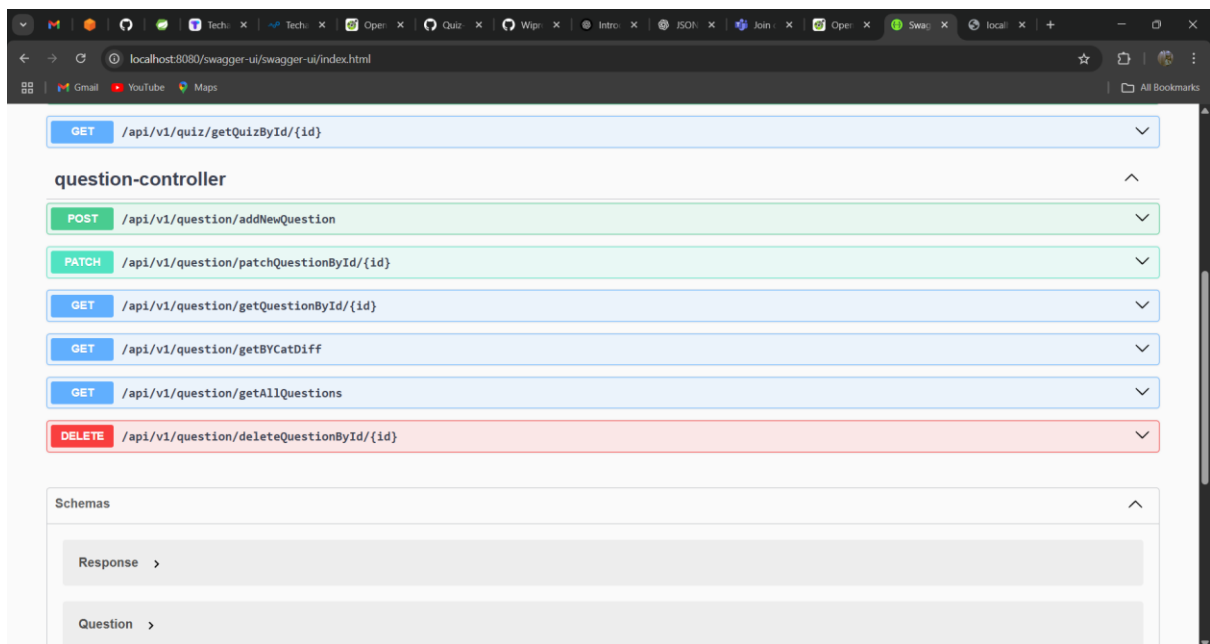 Techa
Techa
Open
Quiz
Wipr
Intro
JSON
Join
Open
Swag
locall
localhost:8080/swagger-ui/swagger-ui/index.html
Gmail
YouTube
Maps
All Bookmarks
GET /api/v1/quiz/getQuizById/{id}
question-controller
POST /api/v1/question/addNewQuestion
PATCH /api/v1/question/patchQuestionById/{id}
GET /api/v1/question/getQuestionById/{id}
GET /api/v1/question/getBYCatDiff
GET /api/v1/question/getAllQuestions
DELETE /api/v1/question/deleteQuestionById/{id}
Schemas
Response
Question